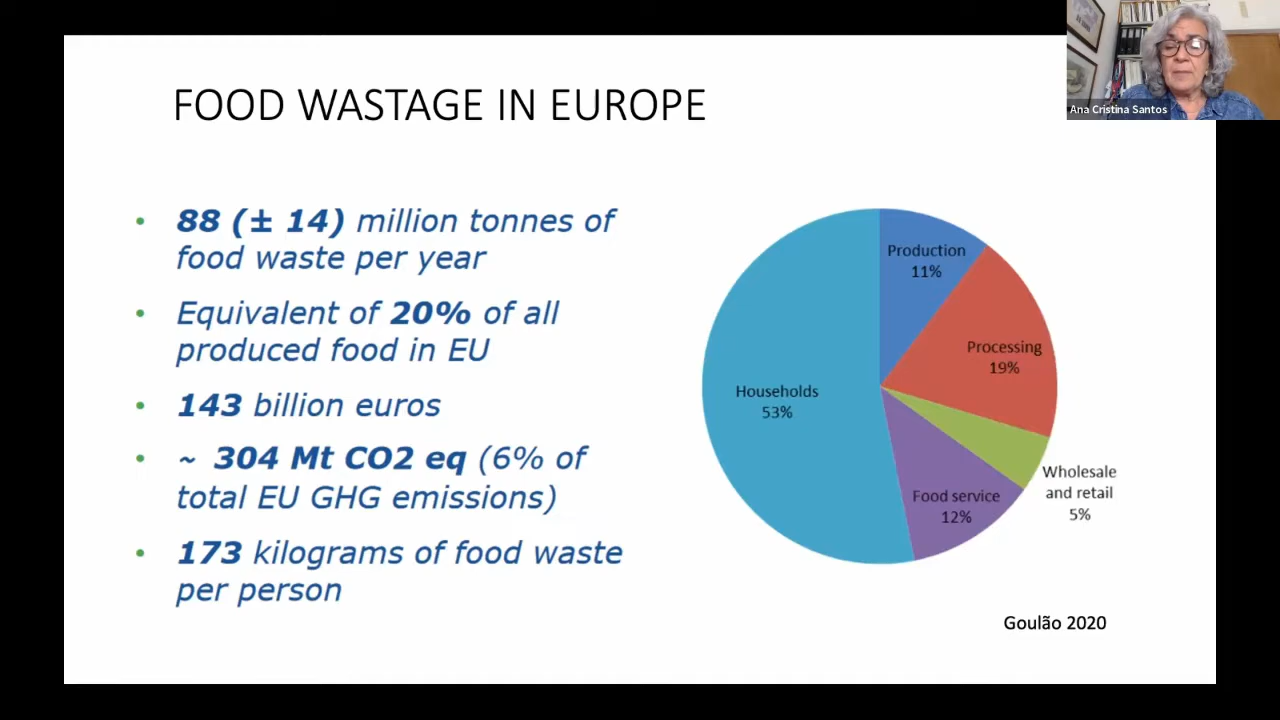 Ana Cristina Santos
FOOD WASTAGE IN EUROPE
• 88 (± 14) million tonnes of
food waste per year
• Equivalent of 20% of all
produced food in EU
• 143 billion euros
• ~ 304 Mt CO2 eq (6% of
total EU GHG emissions)
• 173 kilograms of food waste
per person
Production
11%
Processing
19%
Wholesale
and retail
5%
Food service
12%
Households
53%
Goulão 2020